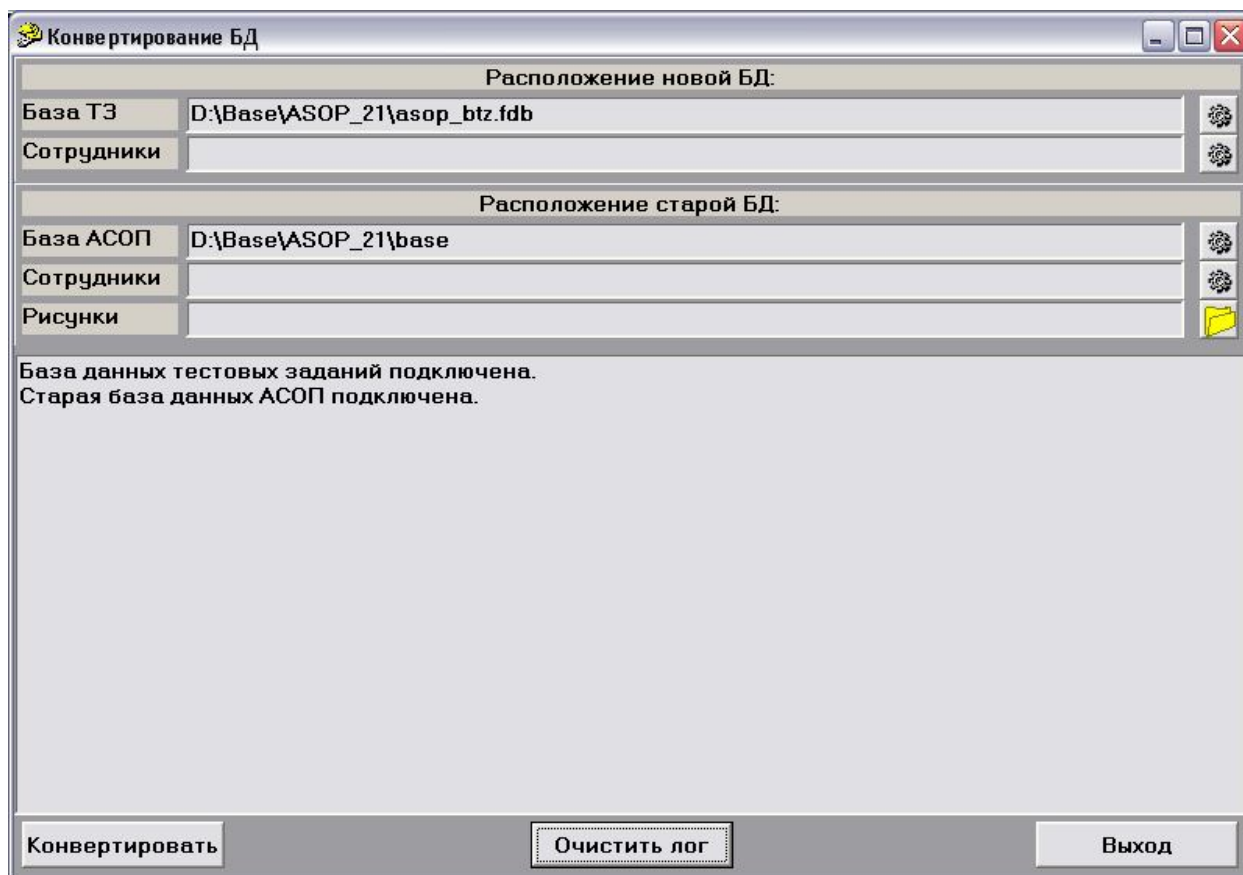 Конвертирование БД
Расположение новой БД:
База ТЗ D:\Base\ASOP_21\asop_btz.fdb
Сотрудники
Расположение старой БД:
База АСОП D:\Base\ASOP_21\base
Сотрудники
Рисунки
База данных тестовых заданий подключена.
Старая база данных АСОП подключена.
Конвертировать Очистить лог Выход